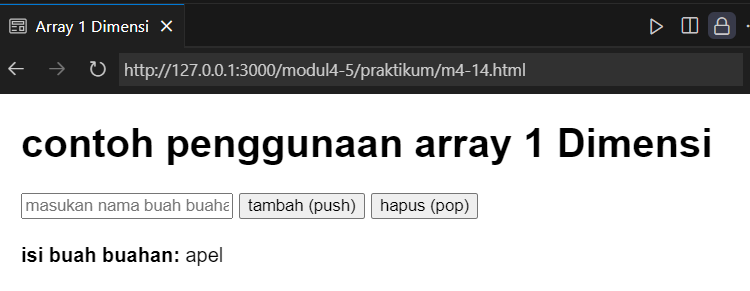 Array 1 Dimensi
http://127.0.0.1:3000/modul4-5/praktikum/m4-14.html
contoh penggunaan array 1 Dimensi
masukan nama buah buaha tambah (push) hapus (pop)
isi buah buahan: apel